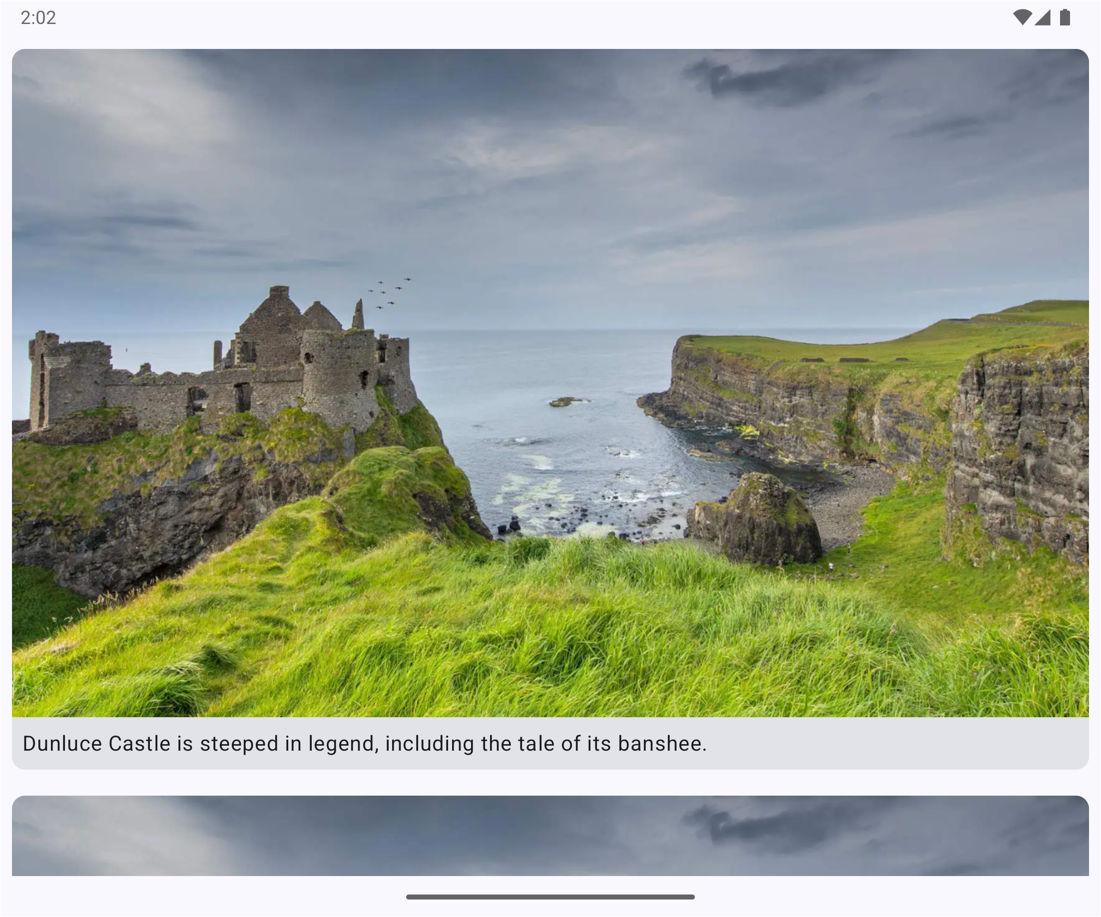 2:02
Dunluce Castle is steeped in legend, including the tale of its banshee.